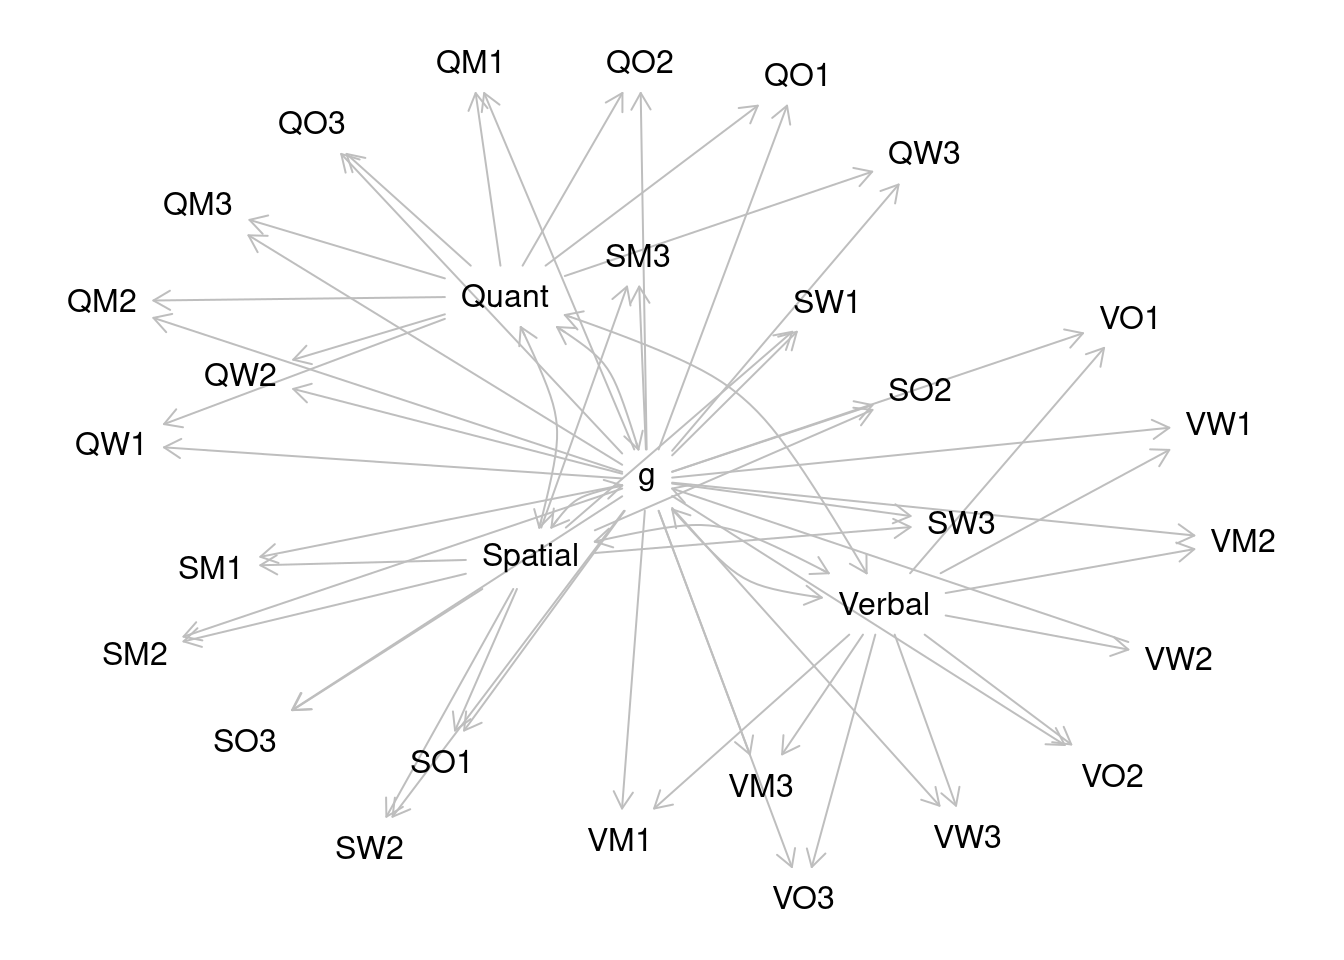 QM1
QO2
QO1
QO3
QW3
QM3
SM3
QM2
Quant
SW1
VO1
QW2
SO2
QW1
VW1
g
SW3
SM1
Spatial
VM2
Verbal
SM2
VW2
SO3
SO1
VM3
VO2
SW2
VM1
VW3
VO3